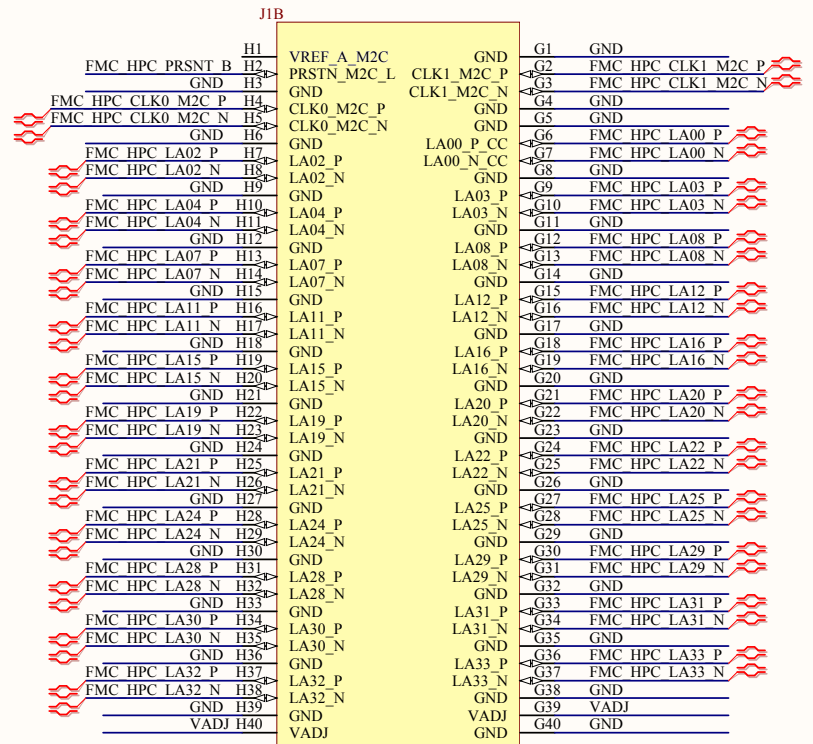 J1B
H1 VREF_A_M2C GND G1 GND
FMC_HPC_PRSNT_B H2 PRSTN_M2C_L CLK1_M2C_P G2 FMC_HPC_CLK1_M2C_P
GND H3 GND CLK1_M2C_N G3 FMC_HPC_CLK1_M2C_N
FMC_HPC_CLK0_M2C_P H4 CLK0_M2C_P GND G4 GND
FMC_HPC_CLK0_M2C_N H5 CLK0_M2C_N GND G5 GND
GND H6 GND LA00_P_CC G6 FMC_HPC_LA00_P
FMC_HPC_LA02_P H7 LA02_P LA00_N_CC G7 FMC_HPC_LA00_N
FMC_HPC_LA02_N H8 LA02_N GND G8 GND
GND H9 GND LA03_P G9 FMC_HPC_LA03_P
FMC_HPC_LA04_P H10 LA04_P LA03_N G10 FMC_HPC_LA03_N
FMC_HPC_LA04_N H11 LA04_N GND G11 GND
GND H12 GND LA08_P G12 FMC_HPC_LA08_P
FMC_HPC_LA07_P H13 LA07_P LA08_N G13 FMC_HPC_LA08_N
FMC_HPC_LA07_N H14 LA07_N GND G14 GND
GND H15 GND LA12_P G15 FMC_HPC_LA12_P
FMC_HPC_LA11_P H16 LA11_P LA12_N G16 FMC_HPC_LA12_N
FMC_HPC_LA11_N H17 LA11_N GND G17 GND
GND H18 GND LA16_P G18 FMC_HPC_LA16_P
FMC_HPC_LA15_P H19 LA15_P LA16_N G19 FMC_HPC_LA16_N
FMC_HPC_LA15_N H20 LA15_N GND G20 GND
GND H21 GND LA20_P G21 FMC_HPC_LA20_P
FMC_HPC_LA19_P H22 LA19_P LA20_N G22 FMC_HPC_LA20_N
FMC_HPC_LA19_N H23 LA19_N GND G23 GND
GND H24 GND LA22_P G24 FMC_HPC_LA22_P
FMC_HPC_LA21_P H25 LA21_P LA22_N G25 FMC_HPC_LA22_N
FMC_HPC_LA21_N H26 LA21_N GND G26 GND
GND H27 GND LA25_P G27 FMC_HPC_LA25_P
FMC_HPC_LA24_P H28 LA24_P LA25_N G28 FMC_HPC_LA25_N
FMC_HPC_LA24_N H29 LA24_N GND G29 GND
GND H30 GND LA29_P G30 FMC_HPC_LA29_P
FMC_HPC_LA28_P H31 LA28_P LA29_N G31 FMC_HPC_LA29_N
FMC_HPC_LA28_N H32 LA28_N GND G32 GND
GND H33 GND LA31_P G33 FMC_HPC_LA31_P
FMC_HPC_LA30_P H34 LA30_P LA31_N G34 FMC_HPC_LA31_N
FMC_HPC_LA30_N H35 LA30_N GND G35 GND
GND H36 GND LA33_P G36 FMC_HPC_LA33_P
FMC_HPC_LA32_P H37 LA32_P LA33_N G37 FMC_HPC_LA33_N
FMC_HPC_LA32_N H38 LA32_N GND G38 GND
GND H39 GND VADJ G39 VADJ
VADJ H40 VADJ GND G40 GND